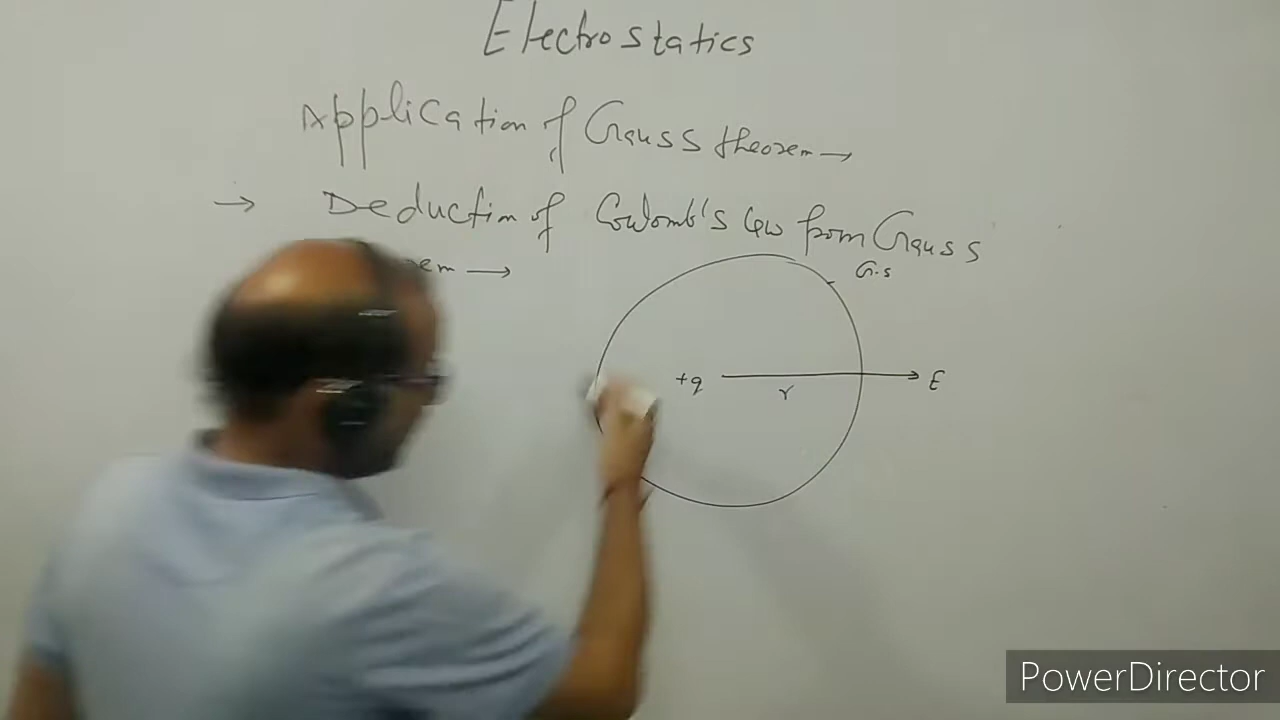 Electrostatics
Application of Gauss theorem →
→ Deduction of Coulomb's law from Gauss
→
G.s
+q
r
E
PowerDirector